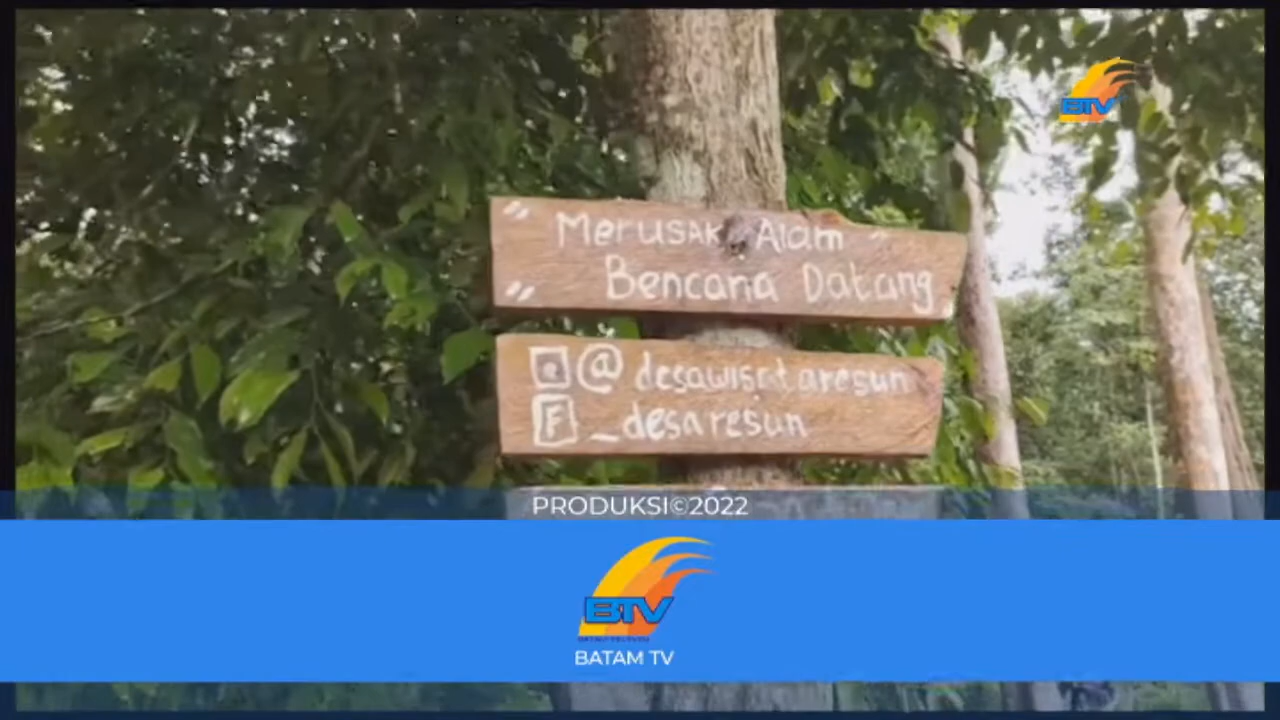 BTV
" Merusak Alam "
" Bencana Datang
@desawisataresun
F _desaresun
PRODUKSI©2022
BTV
BATAM TV